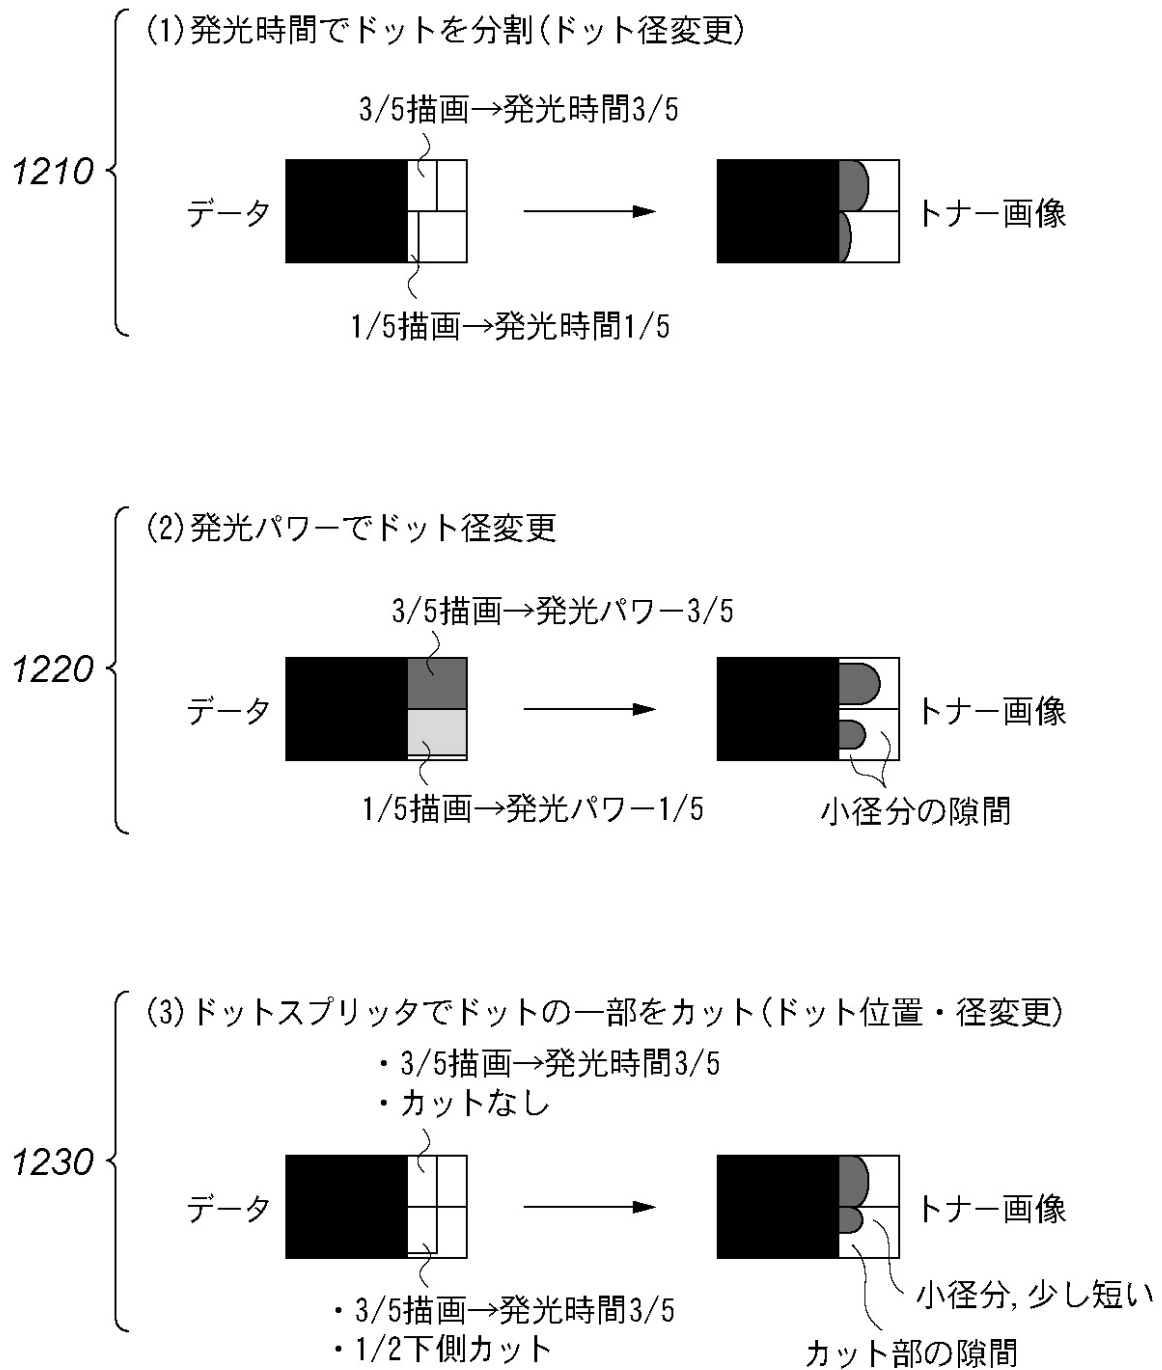 (1)発光時間でドットを分割(ドット径変更)
3/5描画→発光時間3/5
1210
データ
トナー画像
1/5描画→発光時間1/5
(2)発光パワーでドット径変更
3/5描画→発光パワー3/5
1220
データ
トナー画像
1/5描画→発光パワー1/5
小径分の隙間
(3)ドットスプリッタでドットの一部をカット(ドット位置・径変更)
・3/5描画→発光時間3/5
・カットなし
1230
データ
トナー画像
小径分,少し短い
・3/5描画→発光時間3/5
・1/2下側カット
カット部の隙間